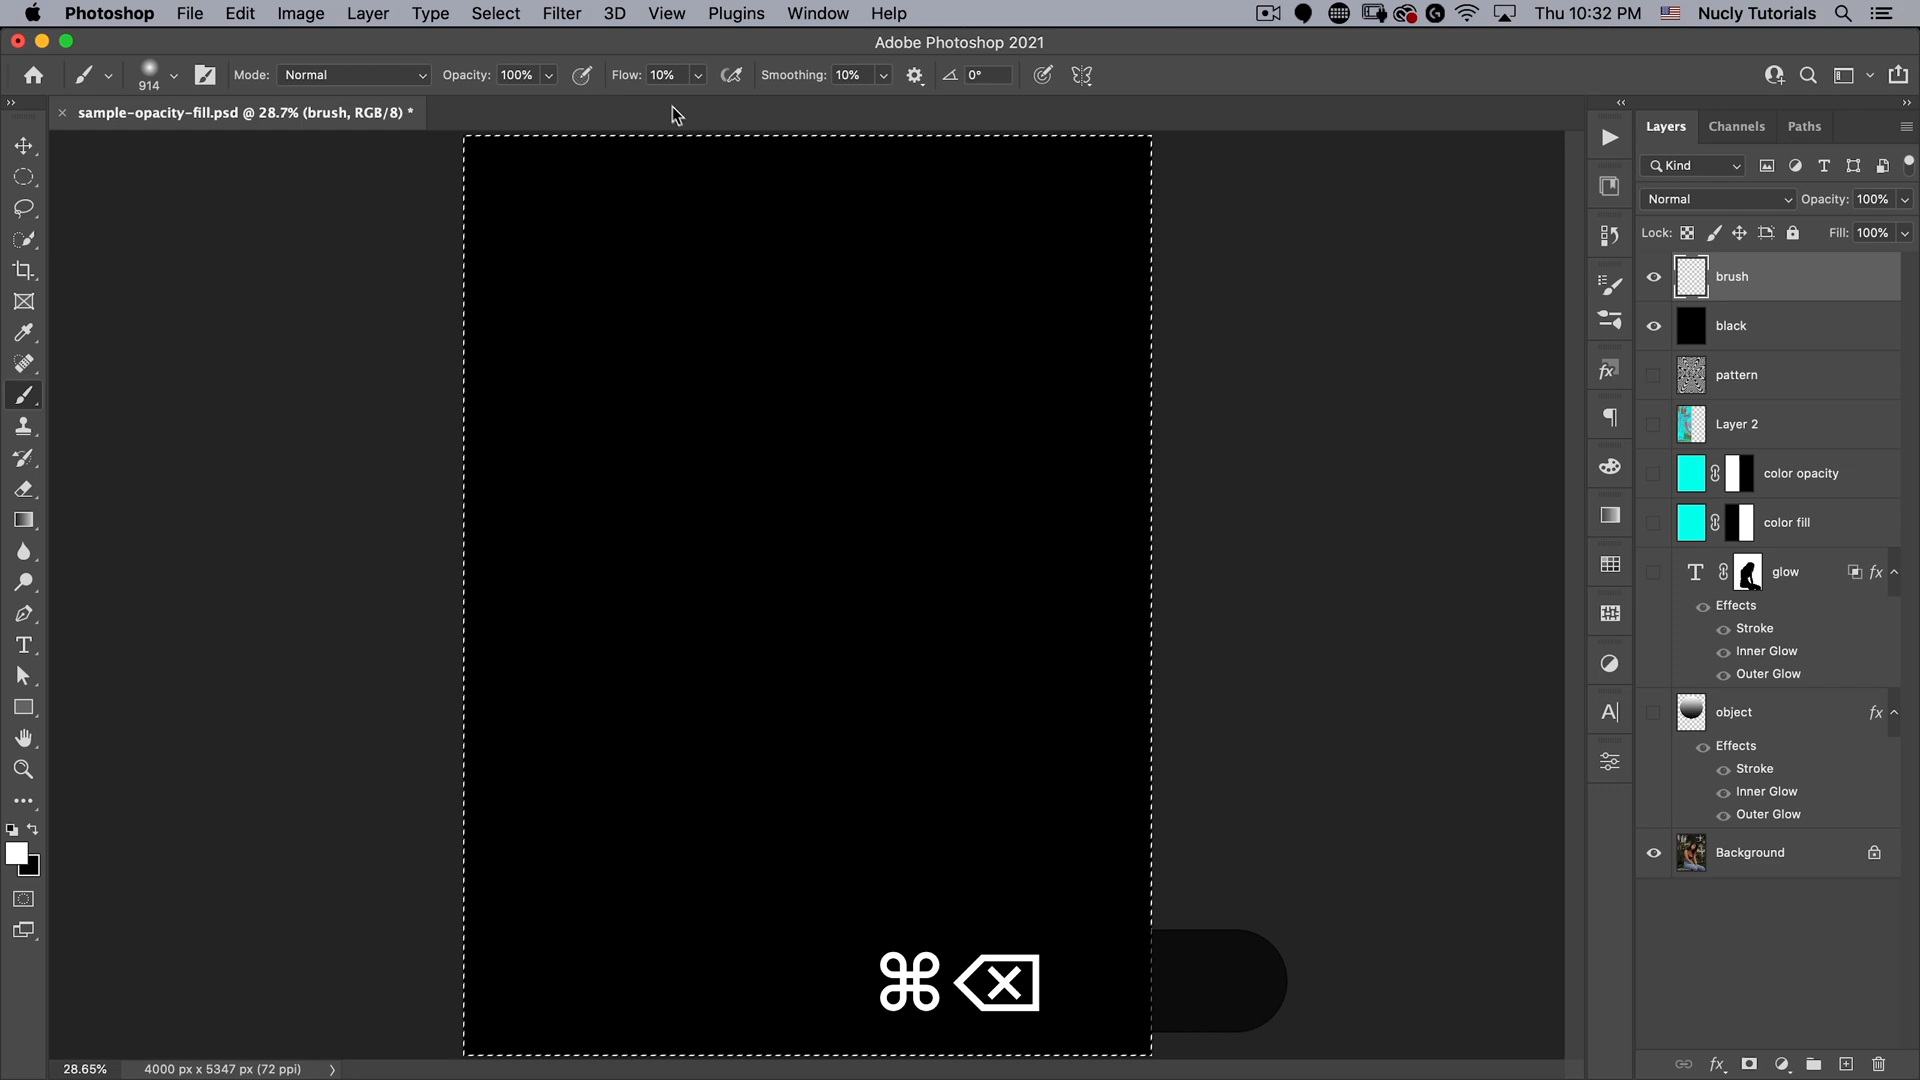 Photoshop File Edit Image Layer Type Select Filter 3D View Plugins Window Help Thu 10:32 PM Nucly Tutorials
Adobe Photoshop 2021
914 Mode: Normal Opacity: 100% Flow: 10% Smoothing: 10% 0°
sample-opacity-fill.psd @ 28.7% (brush, RGB/8) *
Layers Channels Paths
Kind
Normal Opacity: 100%
Lock: Fill: 100%
brush
black
pattern
Layer 2
color opacity
color fill
glow fx
Effects
Stroke
Inner Glow
Outer Glow
object fx
Effects
Stroke
Inner Glow
Outer Glow
Background
⌘⌫
28.65% 4000 px x 5347 px (72 ppi)